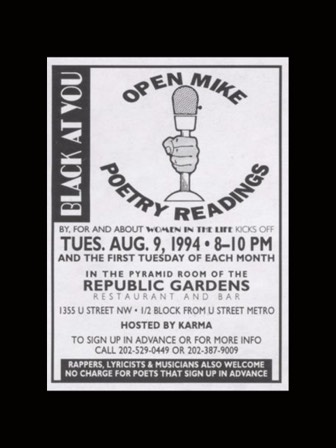 BLACK AT YOU
OPEN MIKE
POETRY READINGS
BY, FOR AND ABOUT WOMEN IN THE LIFE KICKS OFF
TUES. AUG. 9, 1994 • 8–10 PM
AND THE FIRST TUESDAY OF EACH MONTH
IN THE PYRAMID ROOM OF THE
REPUBLIC GARDENS
RESTAURANT AND BAR
1355 U STREET NW • 1/2 BLOCK FROM U STREET METRO
HOSTED BY KARMA
TO SIGN UP IN ADVANCE OR FOR MORE INFO
CALL 202-529-0449 OR 202-387-9009
RAPPERS, LYRICISTS & MUSICIANS ALSO WELCOME
NO CHARGE FOR POETS THAT SIGN UP IN ADVANCE